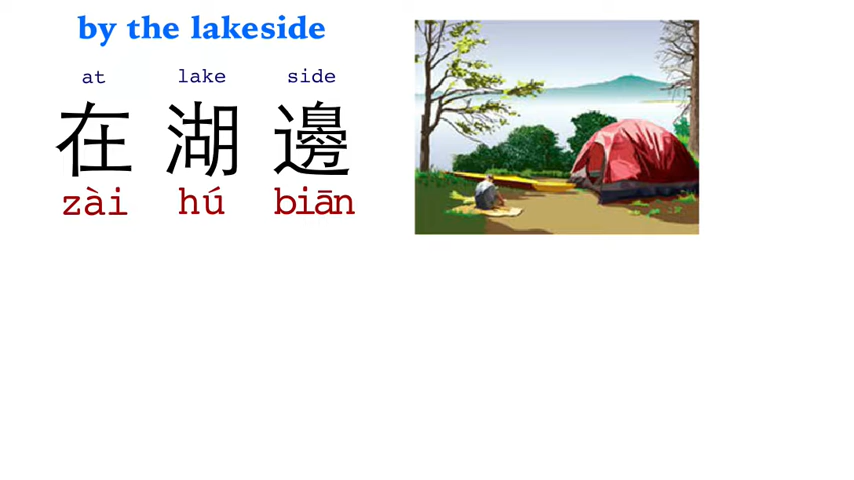 by the lakeside
at lake side
在 湖 邊
zài hú biān